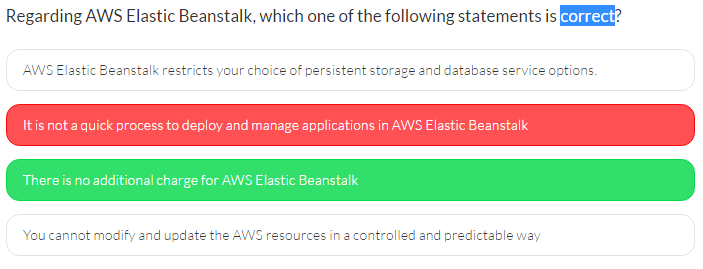 Regarding AWS Elastic Beanstalk, which one of the following statements is correct?
AWS Elastic Beanstalk restricts your choice of persistent storage and database service options.
It is not a quick process to deploy and manage applications in AWS Elastic Beanstalk
There is no additional charge for AWS Elastic Beanstalk
You cannot modify and update the AWS resources in a controlled and predictable way